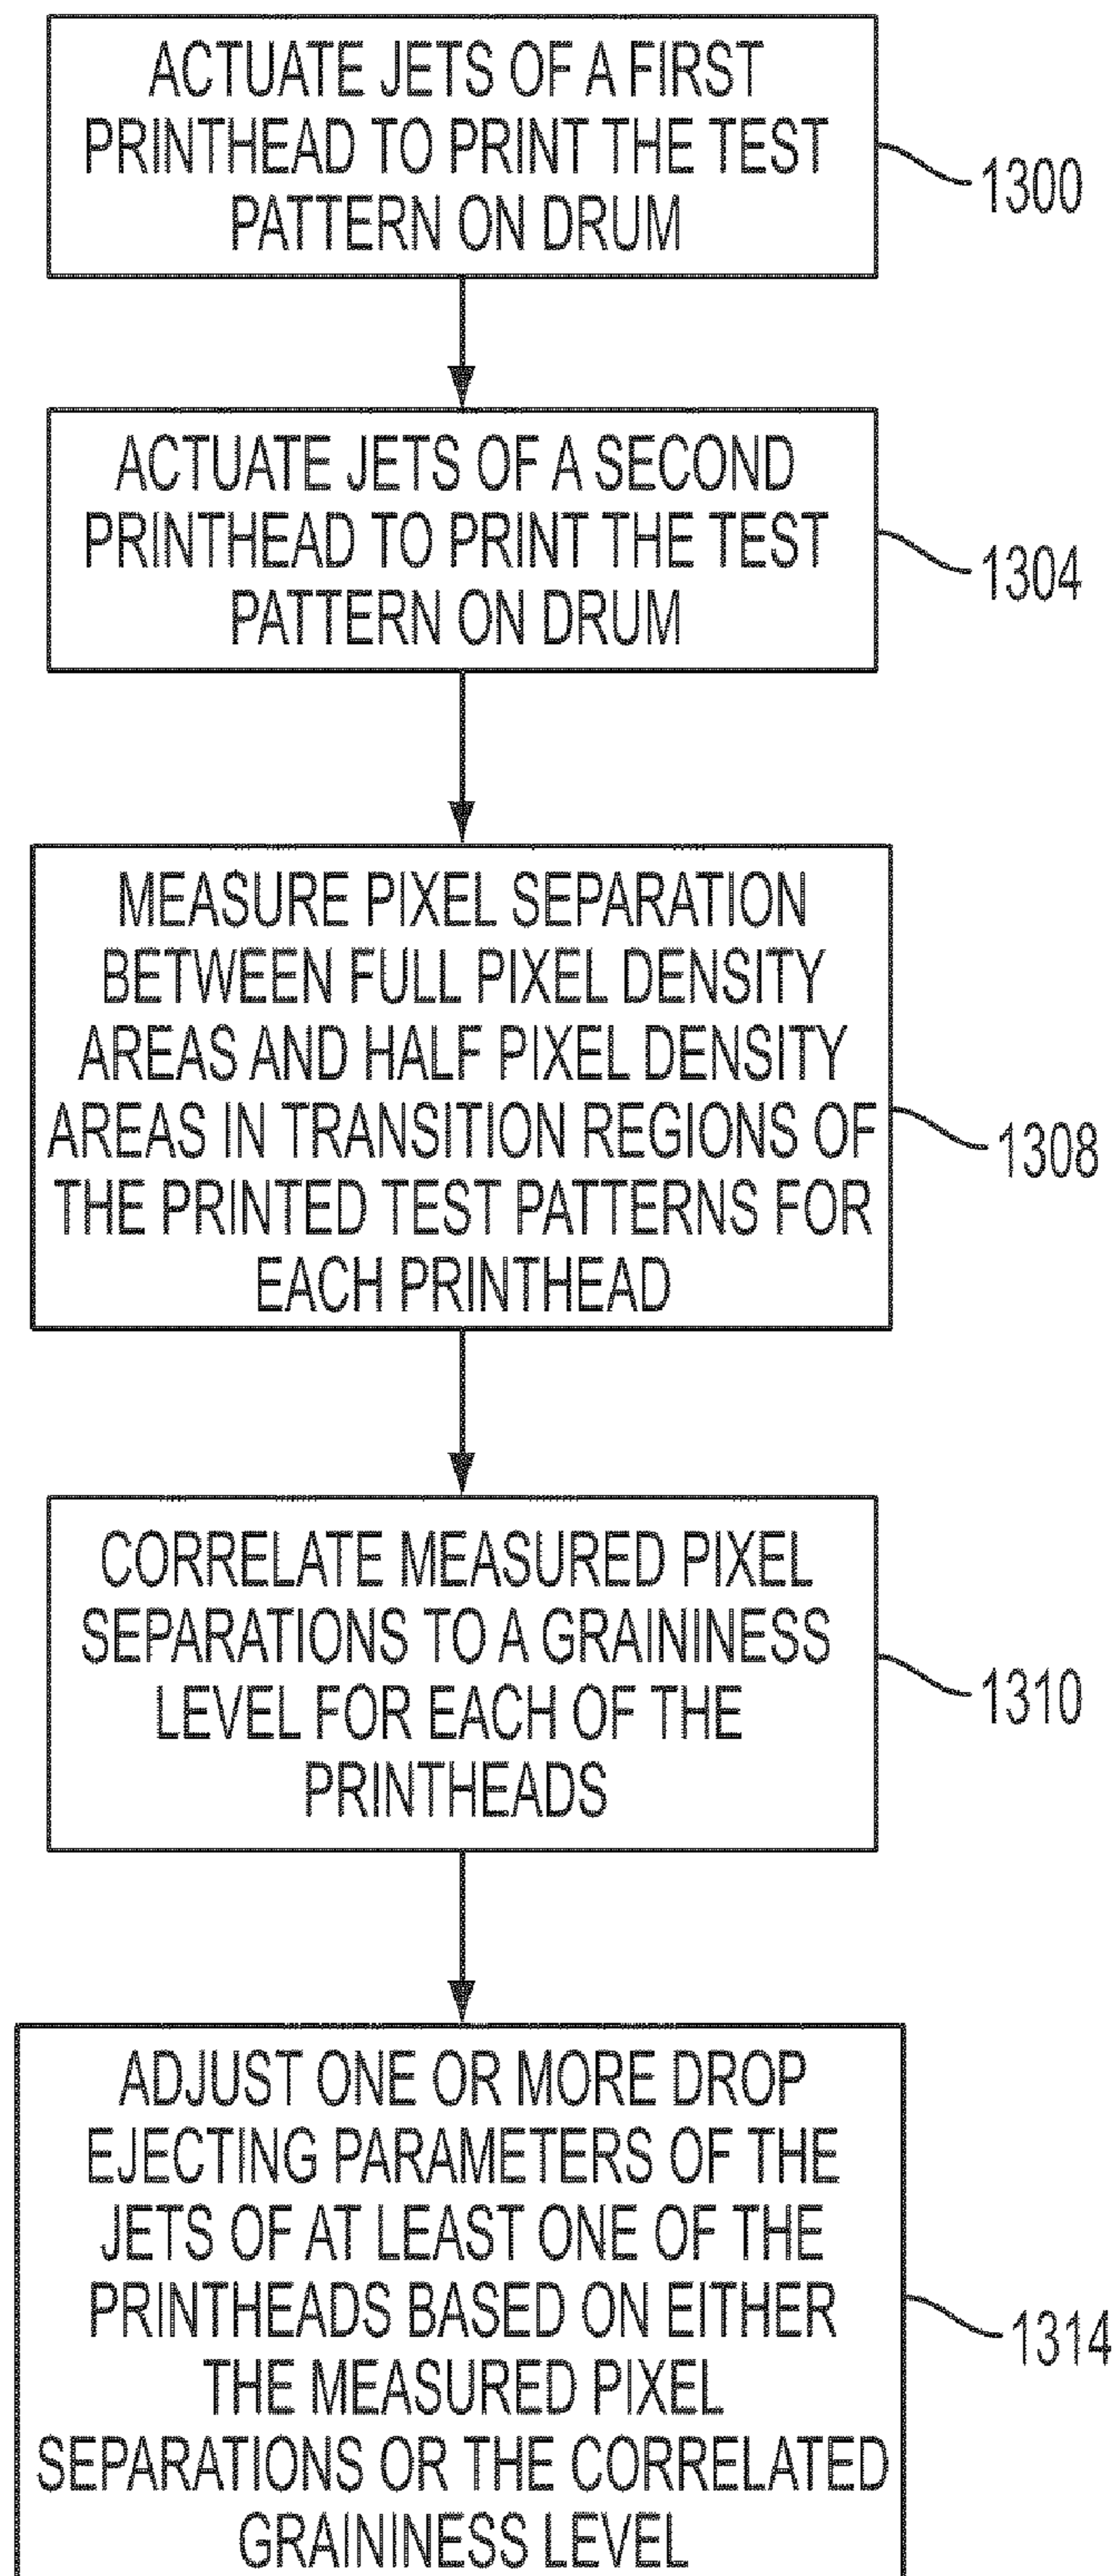 ACTUATE JETS OF A FIRST
PRINTHEAD TO PRINT THE TEST
PATTERN ON DRUM
1300
ACTUATE JETS OF A SECOND
PRINTHEAD TO PRINT THE TEST
PATTERN ON DRUM
1304
MEASURE PIXEL SEPARATION
BETWEEN FULL PIXEL DENSITY
AREAS AND HALF PIXEL DENSITY
AREAS IN TRANSITION REGIONS OF
THE PRINTED TEST PATTERNS FOR
EACH PRINTHEAD
1308
CORRELATE MEASURED PIXEL
SEPARATIONS TO A GRAININESS
LEVEL FOR EACH OF THE
PRINTHEADS
1310
ADJUST ONE OR MORE DROP
EJECTING PARAMETERS OF THE
JETS OF AT LEAST ONE OF THE
PRINTHEADS BASED ON EITHER
THE MEASURED PIXEL
SEPARATIONS OR THE CORRELATED
GRAININESS LEVEL
1314